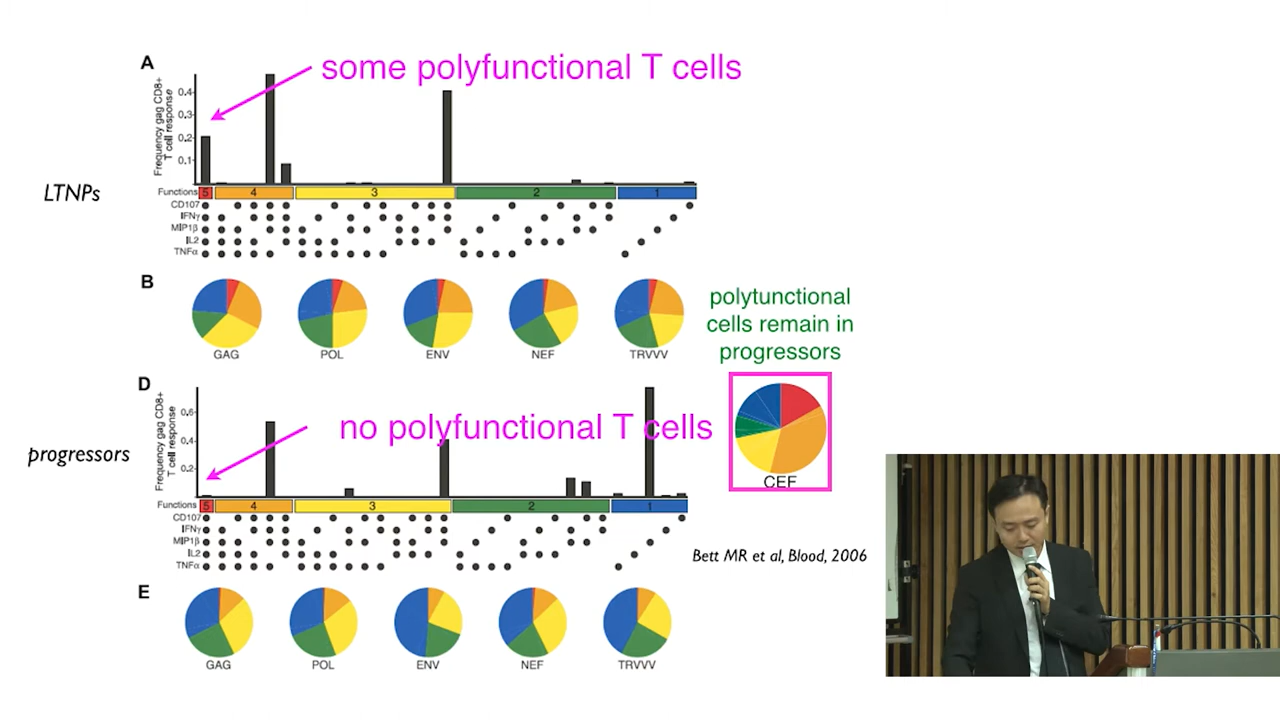 A
some polyfunctional T cells
Frequency gag CD8+
T cell response
0.4
0.3
0.2
0.1
LTNPs
Functions 5 4 3 2 1
CD107
IFNγ
MIP1β
IL2
TNFα
B
GAG POL ENV NEF TRVVV
polytunctional
cells remain in
progressors
D
no polyfunctional T cells
Frequency gag CD8+
T cell response
0.6
0.4
0.2
progressors
CEF
Functions 5 4 3 2 1
CD107
IFNγ
MIP1β
IL2
TNFα
Bett MR et al, Blood, 2006
E
GAG POL ENV NEF TRVVV